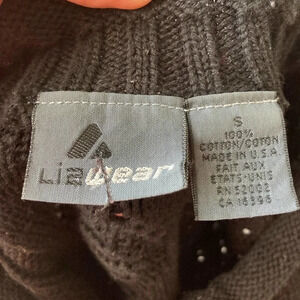 Lizwear
S
100%
COTTON/COTON
MADE IN U.S.A
FAIT AUX
ETATS-UNIS
RN 52002
CA 16396